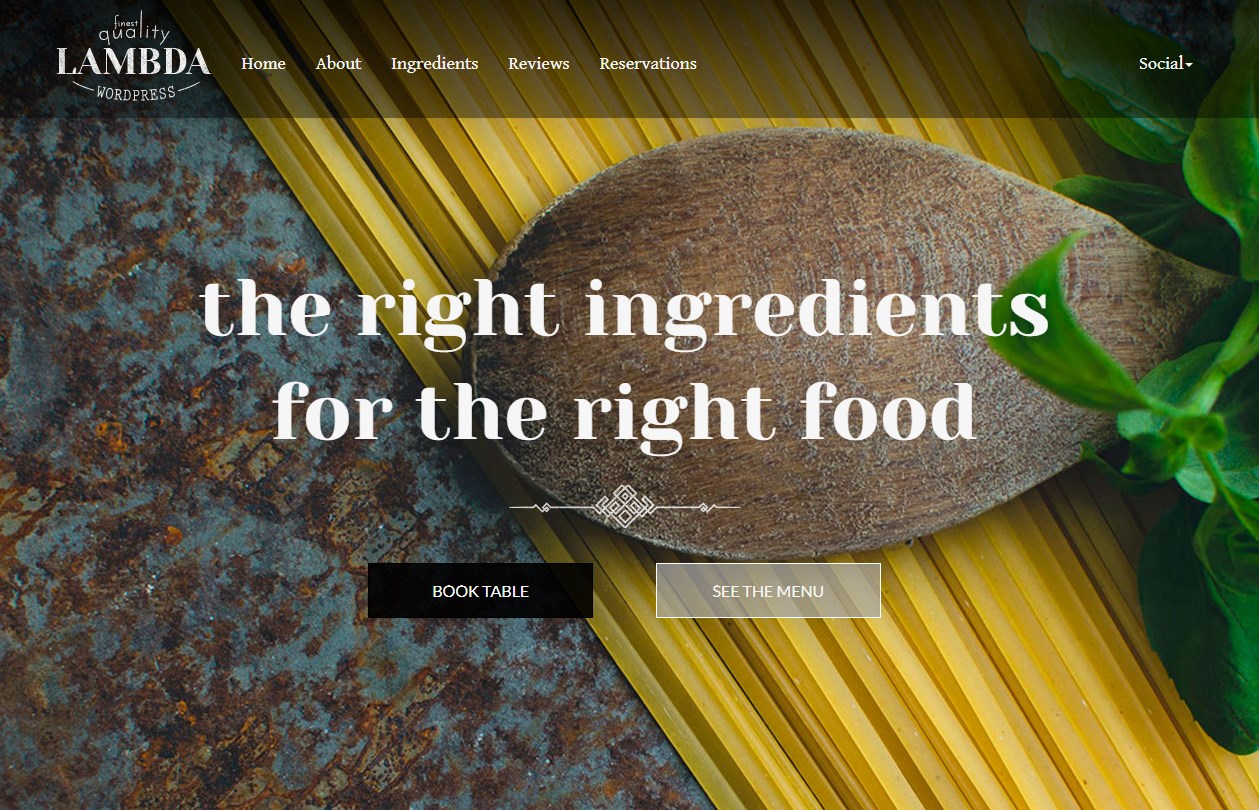 finest
quality
LAMBDA
WORDPRESS
Home About Ingredients Reviews Reservations Social
the right ingredients
for the right food
BOOK TABLE SEE THE MENU